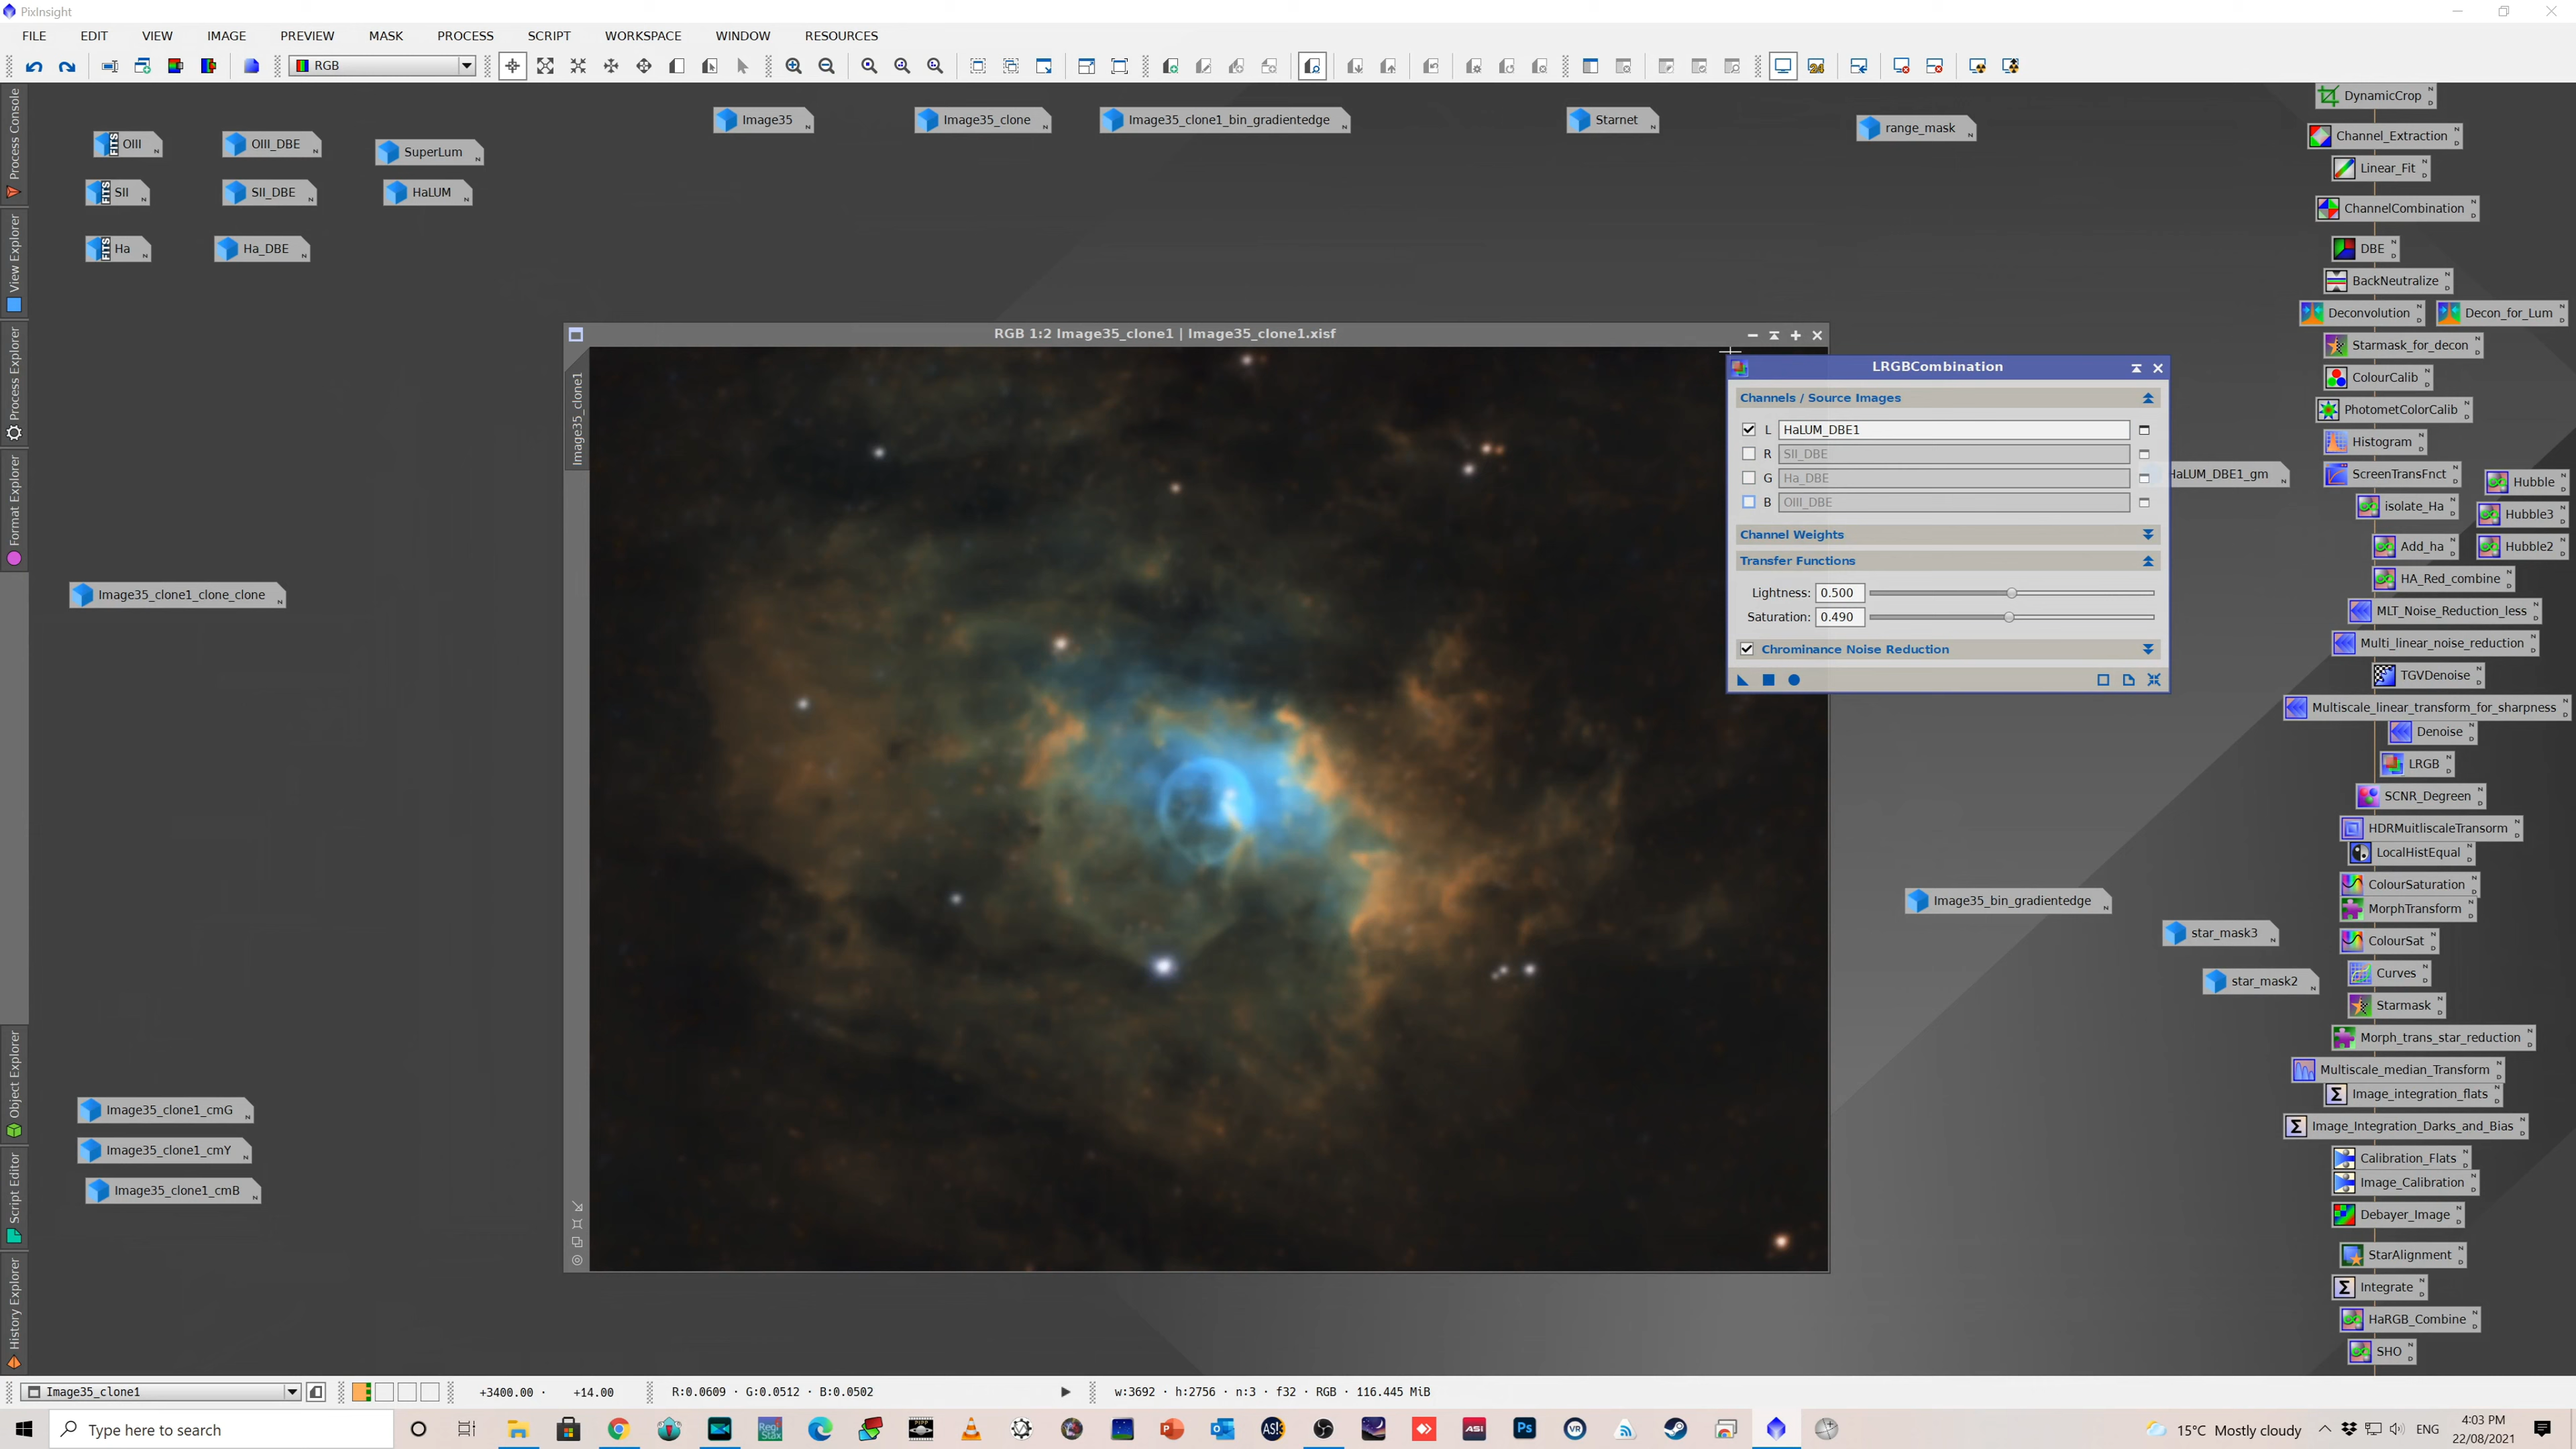 PixInsight
FILE EDIT VIEW IMAGE PREVIEW MASK PROCESS SCRIPT WORKSPACE WINDOW RESOURCES
RGB
Process Console
View Explorer
Process Explorer
Format Explorer
Object Explorer
Script Editor
History Explorer
OIII
OIII_DBE
SuperLum
SII
SII_DBE
HaLUM
Ha
Ha_DBE
FITS
FITS
FITS
Image35
Image35_clone
Image35_clone1_bin_gradientedge
Starnet
range_mask
Image35_clone1_clone_clone
Image35_clone1_cmG
Image35_clone1_cmY
Image35_clone1_cmB
RGB 1:2 Image35_clone1 | Image35_clone1.xisf
Image35_clone1
LRGBCombination
Channels / Source Images
L HaLUM_DBE1
R SII_DBE
G Ha_DBE
B OIII_DBE
Channel Weights
Transfer Functions
Lightness: 0.500
Saturation: 0.490
Chrominance Noise Reduction
HaLUM_DBE1_gm
Image35_bin_gradientedge
star_mask3
star_mask2
DynamicCrop
Channel_Extraction
Linear_Fit
ChannelCombination
DBE
BackNeutralize
Deconvolution Decon_for_Lum
Starmask_for_decon
ColourCalib
PhotometColorCalib
Histogram
ScreenTransFnct Hubble
isolate_Ha Hubble3
Add_ha Hubble2
HA_Red_combine
MLT_Noise_Reduction_less
Multi_linear_noise_reduction
TGVDenoise
Multiscale_linear_transform_for_sharpness
Denoise
LRGB
SCNR_Degreen
HDRMuitliscaleTransorm
LocalHistEqual
ColourSaturation
MorphTransform
ColourSat
Curves
Starmask
Morph_trans_star_reduction
Multiscale_median_Transform
Image_integration_flats
Image_Integration_Darks_and_Bias
Calibration_Flats
Image_Calibration
Debayer_Image
StarAlignment
Integrate
HaRGB_Combine
SHO
Image35_clone1
+3400.00 · +14.00
R:0.0609 · G:0.0512 · B:0.0502
w:3692 · h:2756 · n:3 · f32 · RGB · 116.445 MiB
Type here to search
15°C Mostly cloudy
ENG
4:03 PM
22/08/2021